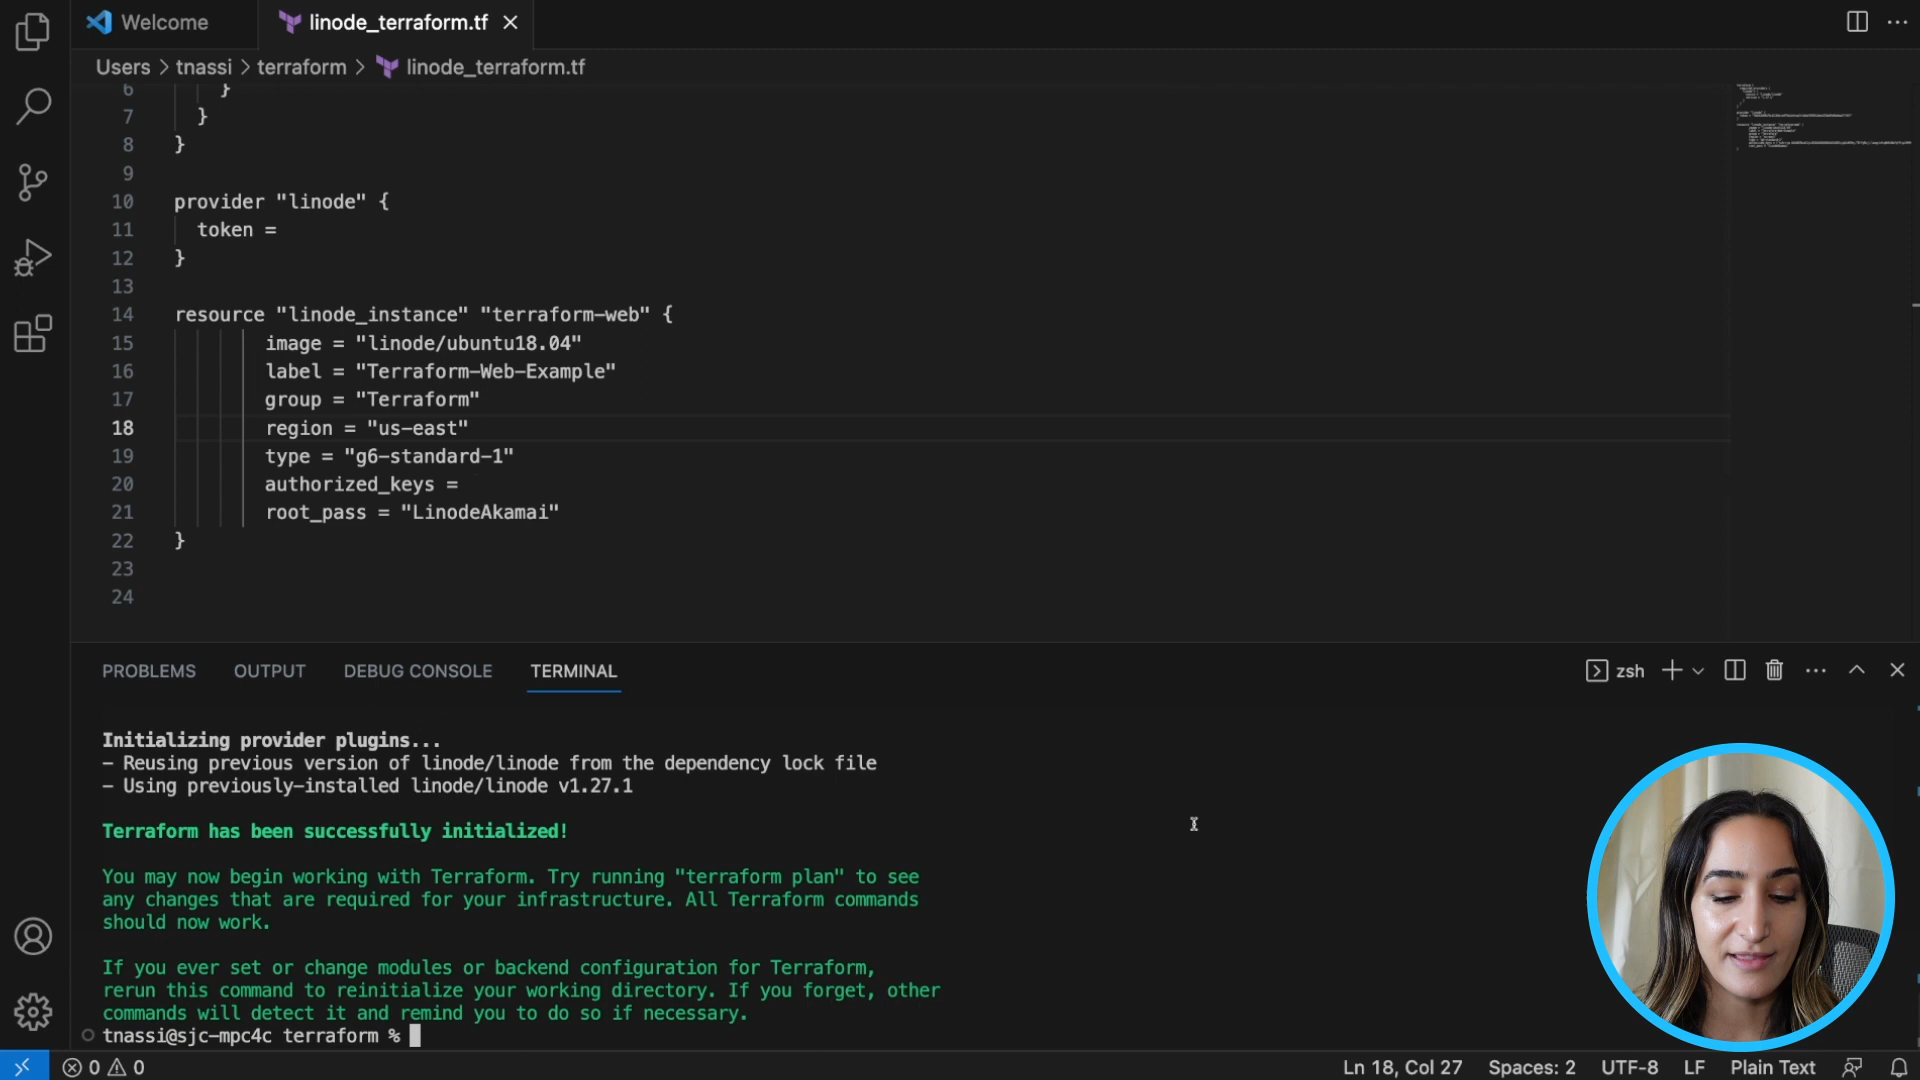 Welcome
linode_terraform.tf
Users > tnassi > terraform > linode_terraform.tf
6 }
7 }
8 }
9
10 provider "linode" {
11 token =
12 }
13
14 resource "linode_instance" "terraform-web" {
15 image = "linode/ubuntu18.04"
16 label = "Terraform-Web-Example"
17 group = "Terraform"
18 region = "us-east"
19 type = "g6-standard-1"
20 authorized_keys =
21 root_pass = "LinodeAkamai"
22 }
23
24
PROBLEMS OUTPUT DEBUG CONSOLE TERMINAL zsh
Initializing provider plugins...
- Reusing previous version of linode/linode from the dependency lock file
- Using previously-installed linode/linode v1.27.1
Terraform has been successfully initialized!
You may now begin working with Terraform. Try running "terraform plan" to see
any changes that are required for your infrastructure. All Terraform commands
should now work.
If you ever set or change modules or backend configuration for Terraform,
rerun this command to reinitialize your working directory. If you forget, other
commands will detect it and remind you to do so if necessary.
tnassi@sjc-mpc4c terraform %
0 0 Ln 18, Col 27 Spaces: 2 UTF-8 LF Plain Text